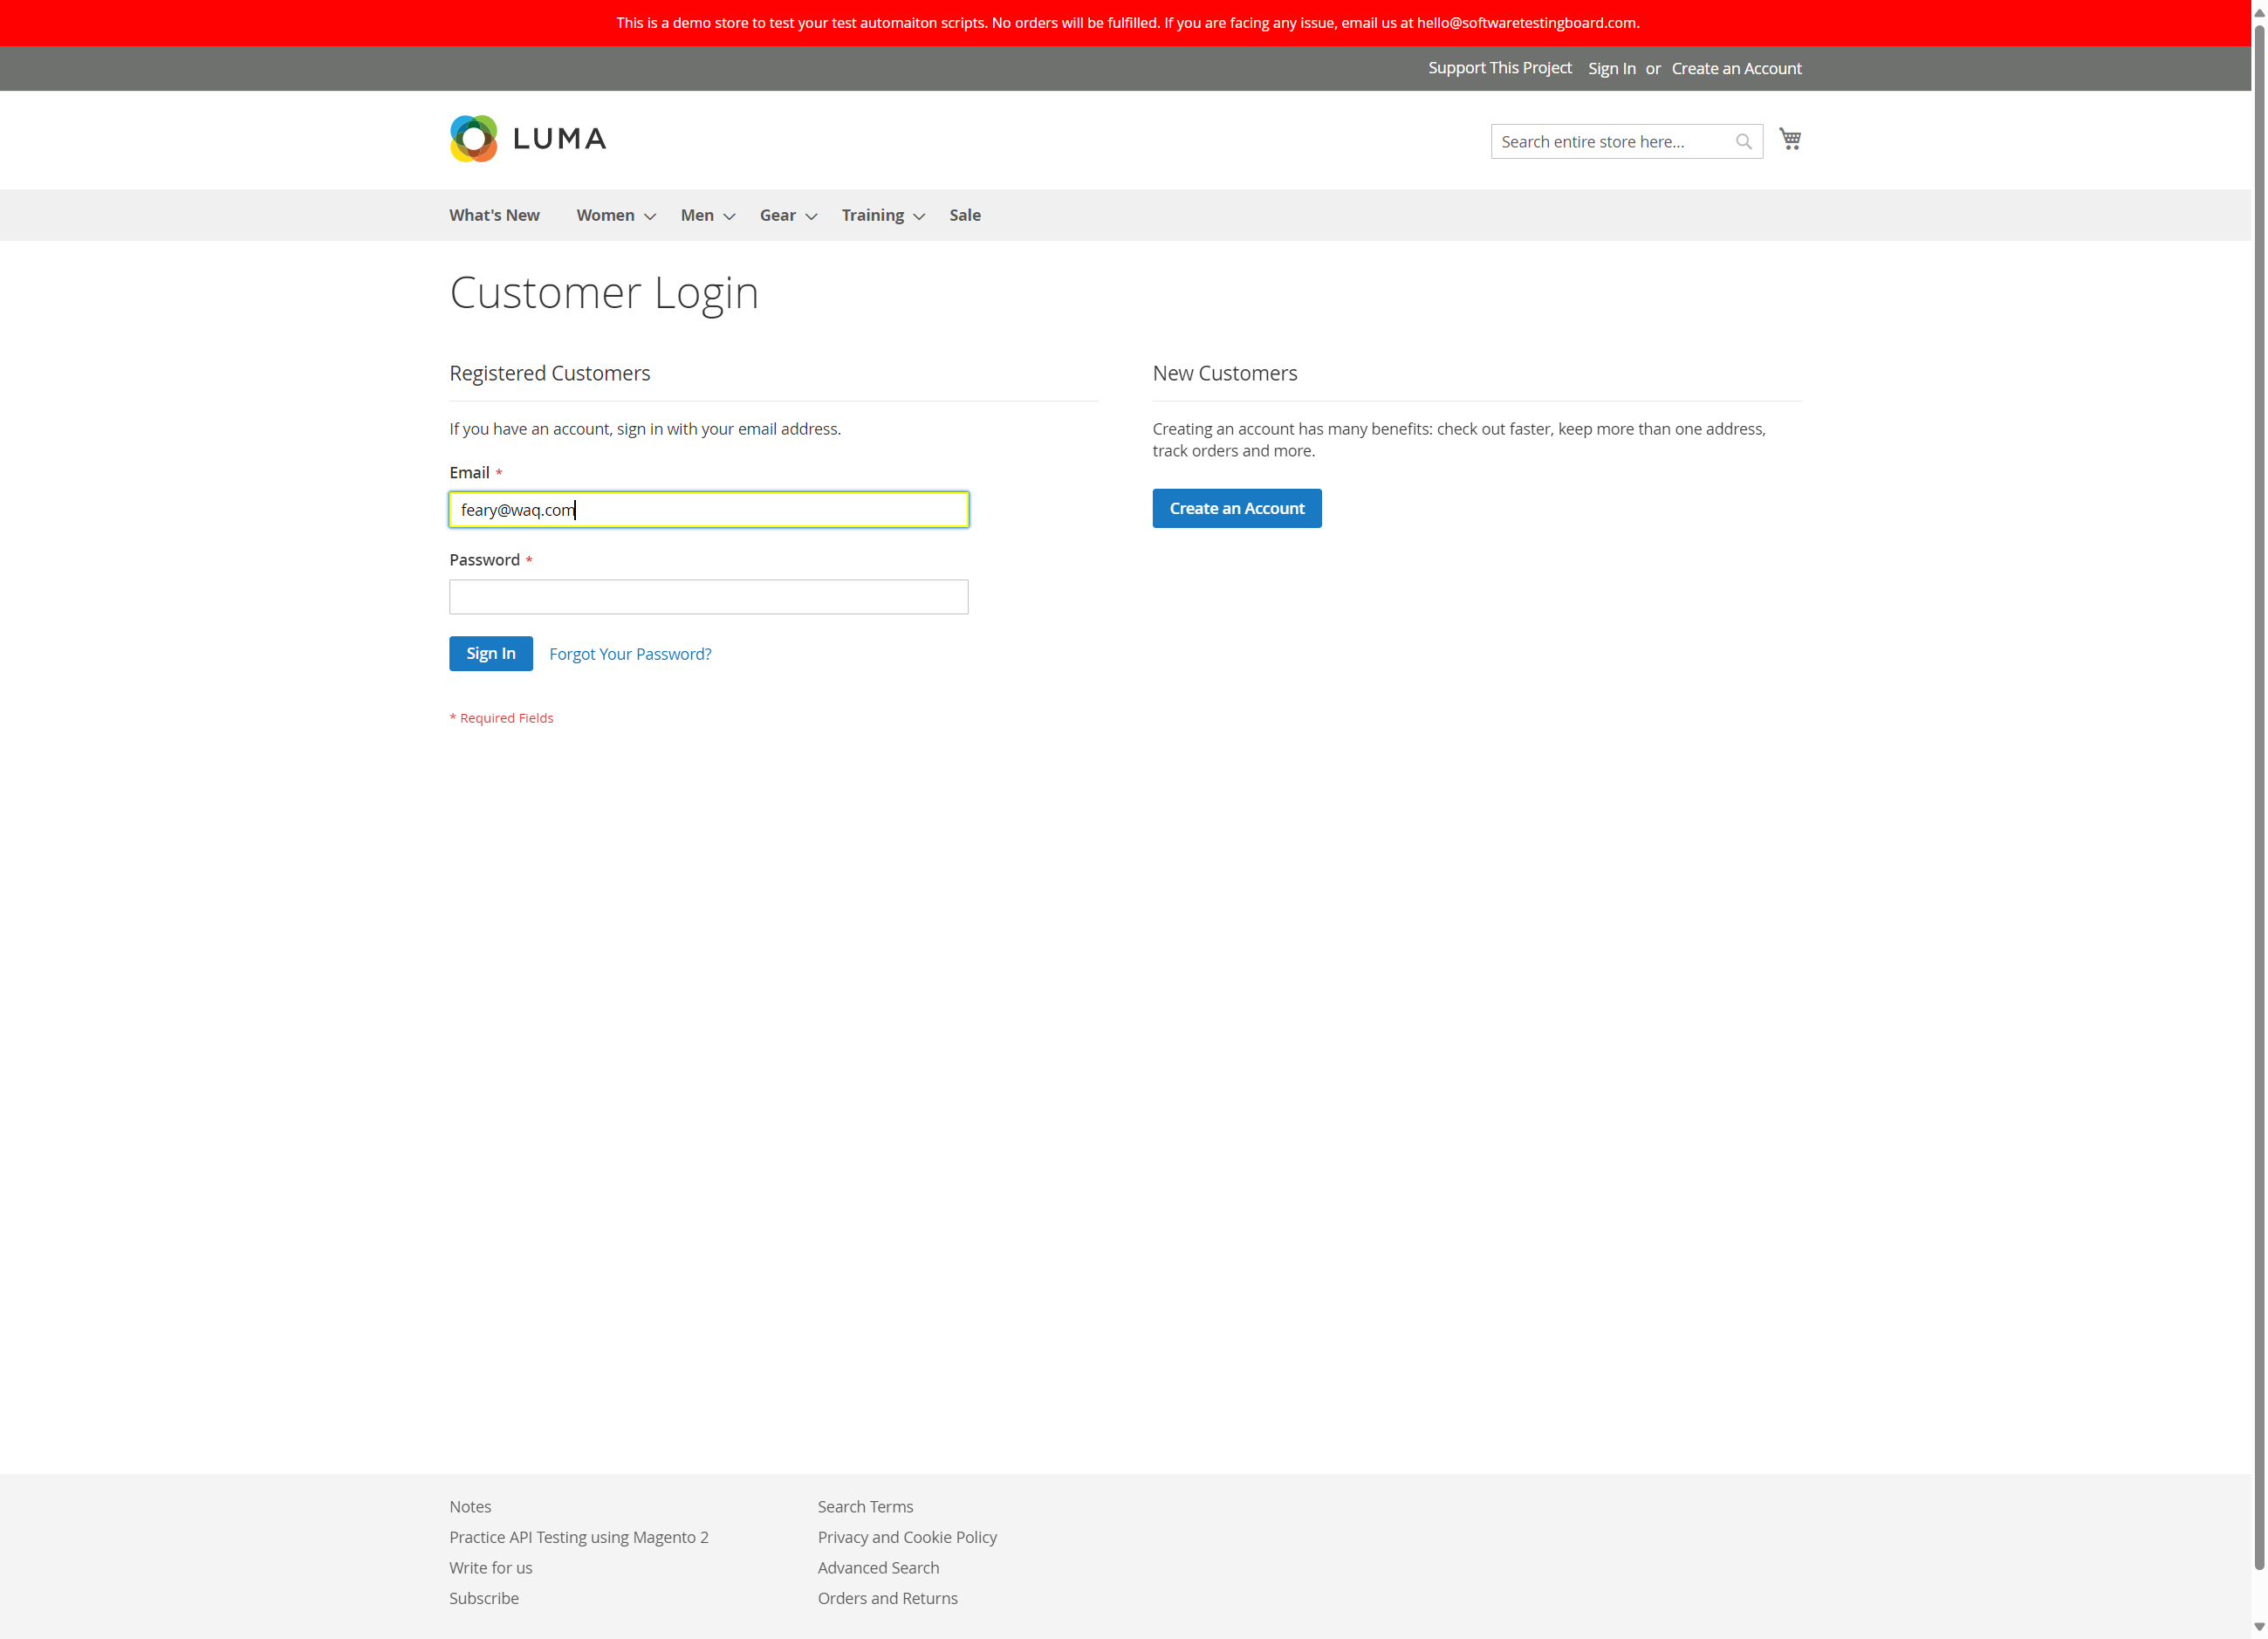 This is a demo store to test your test automaiton scripts. No orders will be fulfilled. If you are facing any issue, email us at hello@softwaretestingboard.com.
Support This Project Sign In or Create an Account
LUMA
Search entire store here...
What's New Women Men Gear Training Sale
Customer Login
Registered Customers
If you have an account, sign in with your email address.
Email *
feary@waq.com
Password *
Sign In Forgot Your Password?
* Required Fields
New Customers
Creating an account has many benefits: check out faster, keep more than one address,
track orders and more.
Create an Account
Notes
Practice API Testing using Magento 2
Write for us
Subscribe
Search Terms
Privacy and Cookie Policy
Advanced Search
Orders and Returns